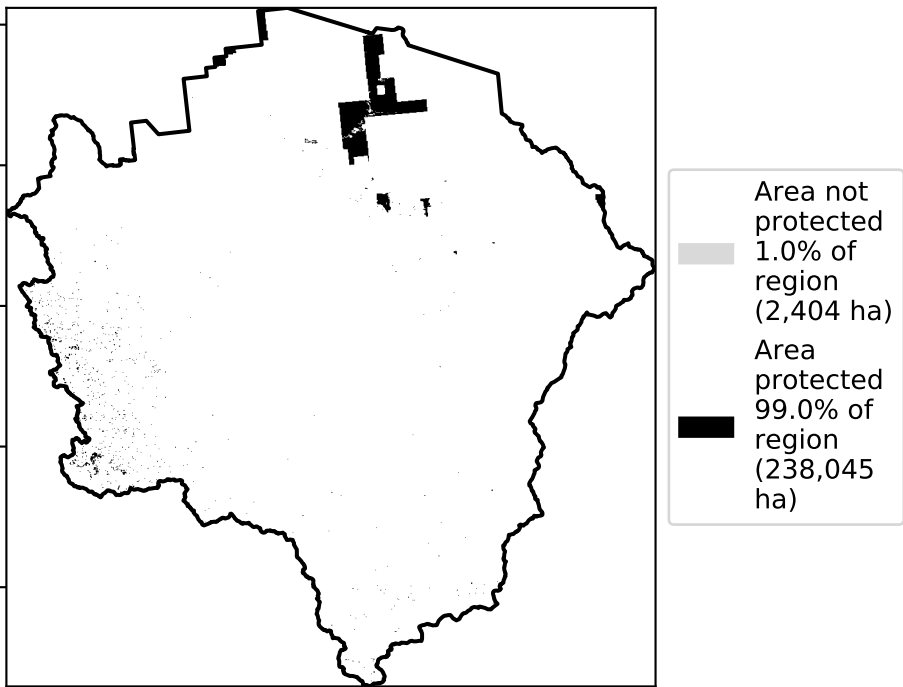 Area not
protected
1.0% of
region
(2,404 ha)
Area
protected
99.0% of
region
(238,045
ha)